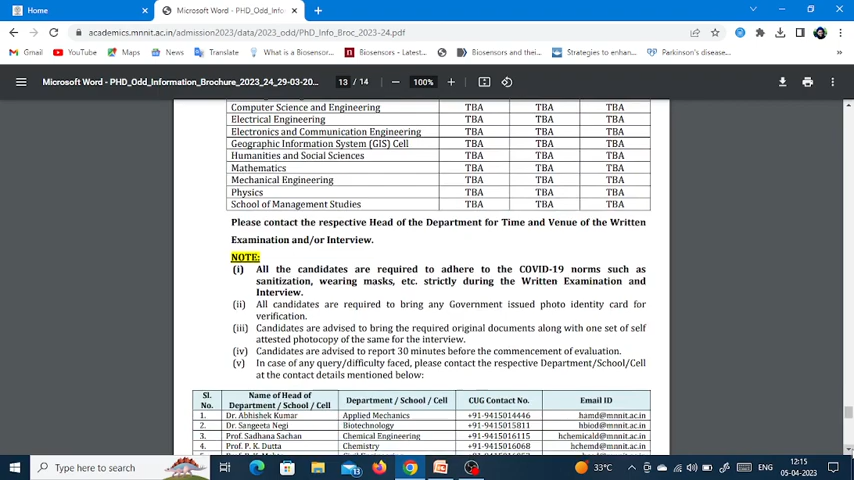 Home
Microsoft Word - PhD_Odd_Info
academics.mnnit.ac.in/admission2023/data/2023_odd/PhD_Info_Broc_2023-24.pdf
Gmail YouTube Maps News Translate What is a Biosensor... Biosensors - Latest... Biosensors and thei... Strategies to enhan... Parkinson's disease...
Microsoft Word - PHD_Odd_Information_Brochure_2023_24_29-03-20... 13 / 14 100%
Computer Science and Engineering TBA TBA TBA
Electrical Engineering TBA TBA TBA
Electronics and Communication Engineering TBA TBA TBA
Geographic Information System (GIS) Cell TBA TBA TBA
Humanities and Social Sciences TBA TBA TBA
Mathematics TBA TBA TBA
Mechanical Engineering TBA TBA TBA
Physics TBA TBA TBA
School of Management Studies TBA TBA TBA
Please contact the respective Head of the Department for Time and Venue of the Written
Examination and/or Interview.
NOTE:
(i) All the candidates are required to adhere to the COVID-19 norms such as
sanitization, wearing masks, etc. strictly during the Written Examination and
Interview.
(ii) All candidates are required to bring any Government issued photo identity card for
verification.
(iii) Candidates are advised to bring the required original documents along with one set of self
attested photocopy of the same for the interview.
(iv) Candidates are advised to report 30 minutes before the commencement of evaluation.
(v) In case of any query/difficulty faced, please contact the respective Department/School/Cell
at the contact details mentioned below:
Sl. No. Name of Head of Department / School / Cell Department / School / Cell CUG Contact No. Email ID
1. Dr. Abhishek Kumar Applied Mechanics +91-9415014446 hamd@mnnit.ac.in
2. Dr. Sangeeta Negi Biotechnology +91-9415015811 hbiod@mnnit.ac.in
3. Prof. Sadhana Sachan Chemical Engineering +91-9415016115 hchemicald@mnnit.ac.in
4. Prof. P. K. Dutta Chemistry +91-9415016068 hchemd@mnnit.ac.in
Type here to search 33°C ENG 12:15
05-04-2023